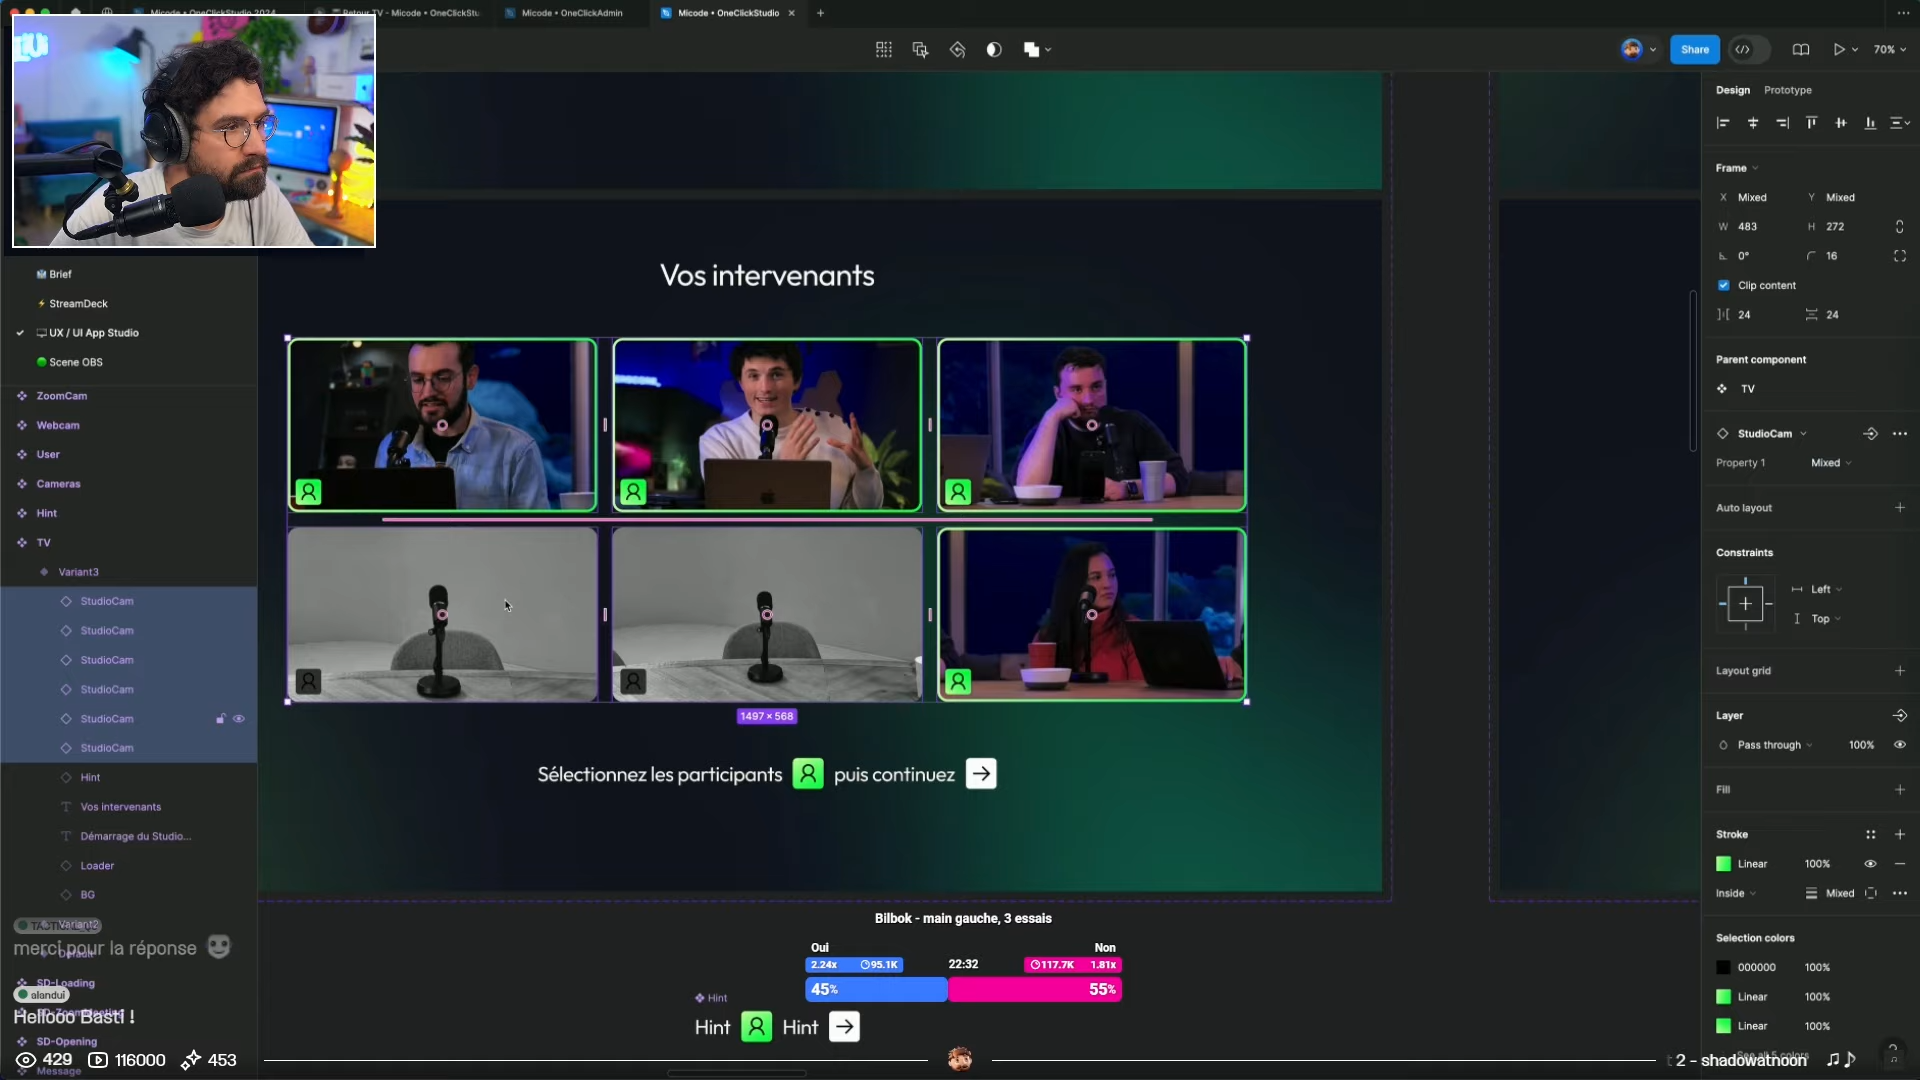 Micode • OneClickStudio 2024
Retour TV - Micode • OneClickStu
Micode • OneClickAdmin
Micode • OneClickStudio
Share
70%
Design
Prototype
Frame
X Mixed
Y Mixed
W 483
H 272
0°
16
Clip content
24
24
Parent component
TV
StudioCam
Property 1
Mixed
Auto layout
Constraints
Left
Top
Layout grid
Layer
Pass through
100%
Fill
Stroke
Linear
100%
Inside
Mixed
Selection colors
000000
100%
Linear
100%
Linear
100%
Brief
StreamDeck
UX / UI App Studio
Scene OBS
ZoomCam
Webcam
User
Cameras
Hint
TV
Variant3
StudioCam
StudioCam
StudioCam
StudioCam
StudioCam
StudioCam
Hint
Vos intervenants
Démarrage du Studio...
Loader
BG
Variant2
merci pour la réponse
SD-Loading
alandui
Hellooo Basti !
SD-Opening
Message
429
116000
453
Vos intervenants
1497 × 568
Sélectionnez les participants
puis continuez
Bilbok - main gauche, 3 essais
Oui
Non
2.24x
95.1K
22:32
117.7K
1.81x
45%
55%
Hint
Hint
Hint
2 - shadowatnoon